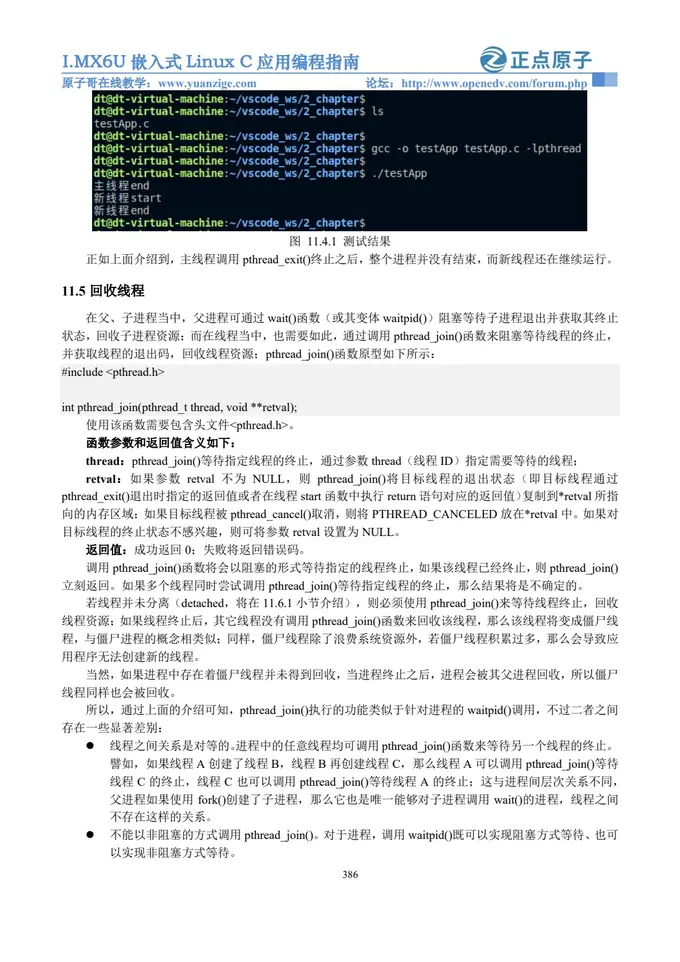 I.MX6U 嵌入式 Linux C 应用编程指南
正点原子
原子哥在线教学：www.yuanzige.com 论坛：http://www.openedv.com/forum.php
dt@dt-virtual-machine:~/vscode_ws/2_chapter$
dt@dt-virtual-machine:~/vscode_ws/2_chapter$ ls
testApp.c
dt@dt-virtual-machine:~/vscode_ws/2_chapter$
dt@dt-virtual-machine:~/vscode_ws/2_chapter$ gcc -o testApp testApp.c -lpthread
dt@dt-virtual-machine:~/vscode_ws/2_chapter$
dt@dt-virtual-machine:~/vscode_ws/2_chapter$ ./testApp
主线程end
新线程start
新线程end
dt@dt-virtual-machine:~/vscode_ws/2_chapter$
图 11.4.1 测试结果
正如上面介绍到，主线程调用 pthread_exit()终止之后，整个进程并没有结束，而新线程还在继续运行。
11.5 回收线程
在父、子进程当中，父进程可通过 wait()函数（或其变体 waitpid()）阻塞等待子进程退出并获取其终止
状态，回收子进程资源；而在线程当中，也需要如此，通过调用 pthread_join()函数来阻塞等待线程的终止，
并获取线程的退出码，回收线程资源；pthread_join()函数原型如下所示：
#include <pthread.h>
int pthread_join(pthread_t thread, void **retval);
使用该函数需要包含头文件<pthread.h>。
函数参数和返回值含义如下：
thread：pthread_join()等待指定线程的终止，通过参数 thread（线程 ID）指定需要等待的线程；
retval：如果参数 retval 不为 NULL，则 pthread_join()将目标线程的退出状态（即目标线程通过
pthread_exit()退出时指定的返回值或者在线程 start 函数中执行 return 语句对应的返回值）复制到*retval 所指
向的内存区域；如果目标线程被 pthread_cancel()取消，则将 PTHREAD_CANCELED 放在*retval 中。如果对
目标线程的终止状态不感兴趣，则可将参数 retval 设置为 NULL。
返回值：成功返回 0；失败将返回错误码。
调用 pthread_join()函数将会以阻塞的形式等待指定的线程终止，如果该线程已经终止，则 pthread_join()
立刻返回。如果多个线程同时尝试调用 pthread_join()等待指定线程的终止，那么结果将是不确定的。
若线程并未分离（detached，将在 11.6.1 小节介绍），则必须使用 pthread_join()来等待线程终止，回收
线程资源；如果线程终止后，其它线程没有调用 pthread_join()函数来回收该线程，那么该线程将变成僵尸线
程，与僵尸进程的概念相类似；同样，僵尸线程除了浪费系统资源外，若僵尸线程积累过多，那么会导致应
用程序无法创建新的线程。
当然，如果进程中存在着僵尸线程并未得到回收，当进程终止之后，进程会被其父进程回收，所以僵尸
线程同样也会被回收。
所以，通过上面的介绍可知，pthread_join()执行的功能类似于针对进程的 waitpid()调用，不过二者之间
存在一些显著差别：
● 线程之间关系是对等的。进程中的任意线程均可调用 pthread_join()函数来等待另一个线程的终止。
譬如，如果线程 A 创建了线程 B，线程 B 再创建线程 C，那么线程 A 可以调用 pthread_join()等待
线程 C 的终止，线程 C 也可以调用 pthread_join()等待线程 A 的终止；这与进程间层次关系不同，
父进程如果使用 fork()创建了子进程，那么它也是唯一能够对子进程调用 wait()的进程，线程之间
不存在这样的关系。
● 不能以非阻塞的方式调用 pthread_join()。对于进程，调用 waitpid()既可以实现阻塞方式等待、也可
以实现非阻塞方式等待。
386